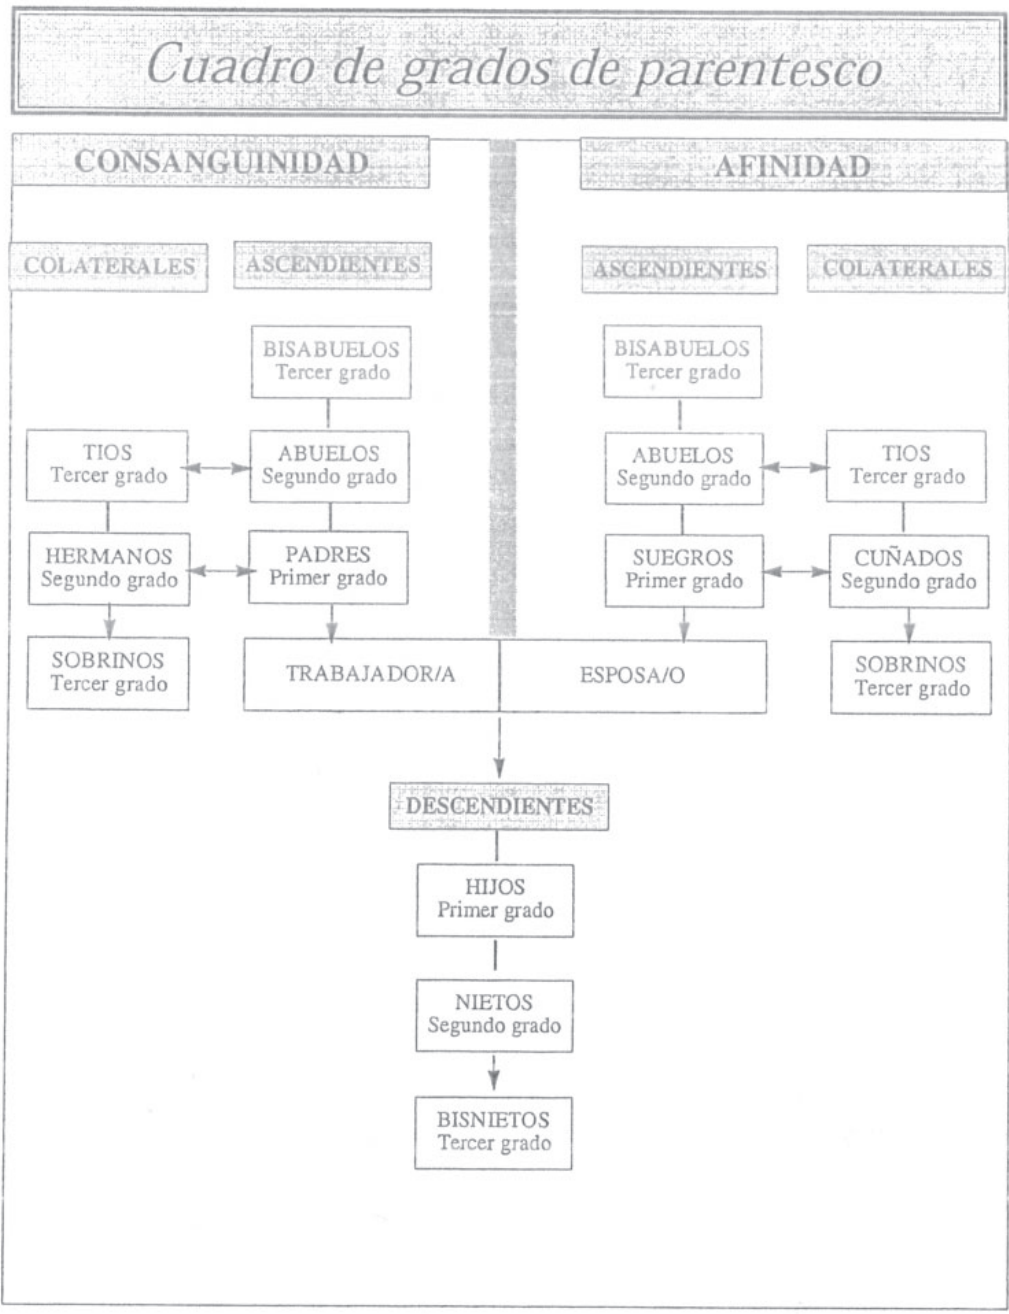 Cuadro de grados de parentesco
CONSANGUINIDAD
AFINIDAD
COLATERALES
ASCENDIENTES
ASCENDIENTES
COLATERALES
BISABUELOS
Tercer grado
BISABUELOS
Tercer grado
TIOS
Tercer grado
ABUELOS
Segundo grado
ABUELOS
Segundo grado
TIOS
Tercer grado
HERMANOS
Segundo grado
PADRES
Primer grado
SUEGROS
Primer grado
CUÑADOS
Segundo grado
SOBRINOS
Tercer grado
TRABAJADOR/A
ESPOSA/O
SOBRINOS
Tercer grado
DESCENDIENTES
HIJOS
Primer grado
NIETOS
Segundo grado
BISNIETOS
Tercer grado